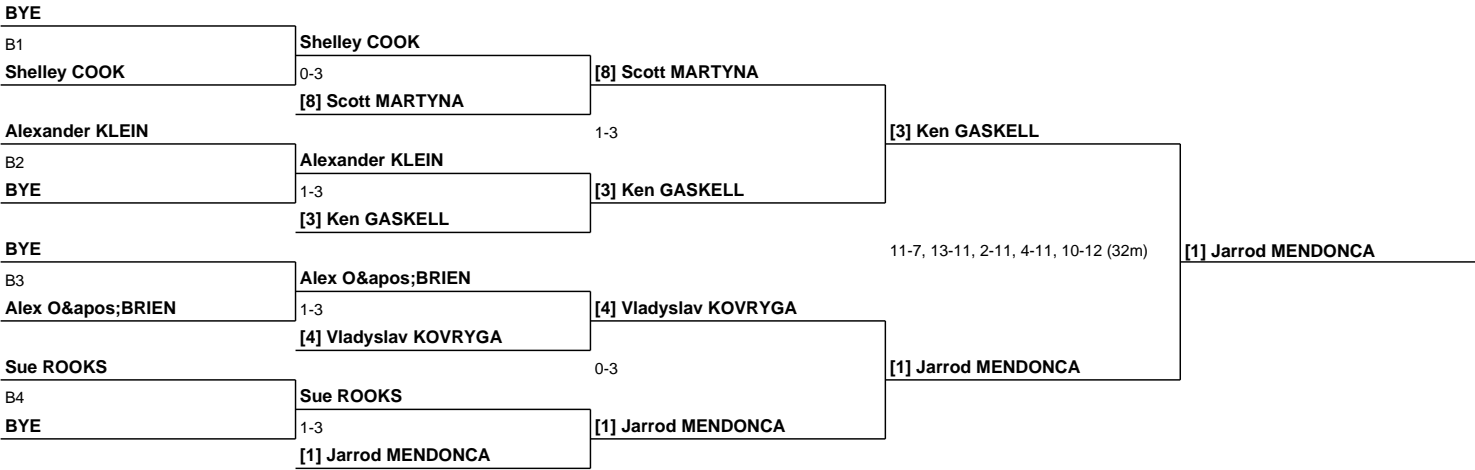 BYE
B1
Shelley COOK
Shelley COOK
0-3
[8] Scott MARTYNA
[8] Scott MARTYNA
Alexander KLEIN
B2
BYE
Alexander KLEIN
1-3
[3] Ken GASKELL
1-3
[3] Ken GASKELL
[3] Ken GASKELL
BYE
B3
Alex O&apos;BRIEN
Alex O&apos;BRIEN
1-3
[4] Vladyslav KOVRYGA
[4] Vladyslav KOVRYGA
Sue ROOKS
B4
BYE
Sue ROOKS
1-3
[1] Jarrod MENDONCA
0-3
[1] Jarrod MENDONCA
[1] Jarrod MENDONCA
11-7, 13-11, 2-11, 4-11, 10-12 (32m)
[1] Jarrod MENDONCA